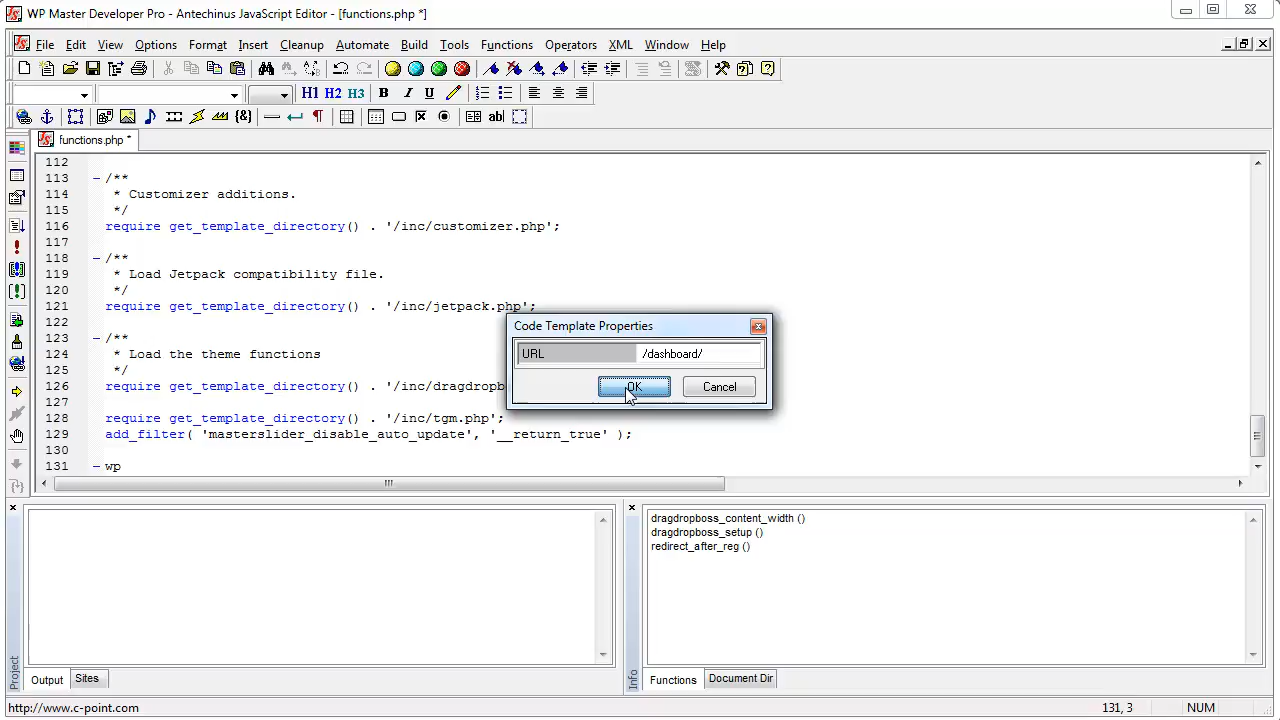 WP Master Developer Pro - Antechinus JavaScript Editor - [functions.php *]
File Edit View Options Format Insert Cleanup Automate Build Tools Functions Operators XML Window Help
H1 H2 H3 B I U
ab|
functions.php *
112
113 /**
114 * Customizer additions.
115 */
116 require get_template_directory() . '/inc/customizer.php';
117
118 /**
119 * Load Jetpack compatibility file.
120 */
121 require get_template_directory() . '/inc/jetpack.php';
122
123 /**
124 * Load the theme functions
125 */
126 require get_template_directory() . '/inc/dragdropb
127
128 require get_template_directory() . '/inc/tgm.php';
129 add_filter( 'masterslider_disable_auto_update', '__return_true' );
130
131 wp
Code Template Properties
URL /dashboard/
OK Cancel
Project
Output Sites
Info
dragdropboss_content_width ()
dragdropboss_setup ()
redirect_after_reg ()
Functions Document Dir
http://www.c-point.com 131, 3 NUM